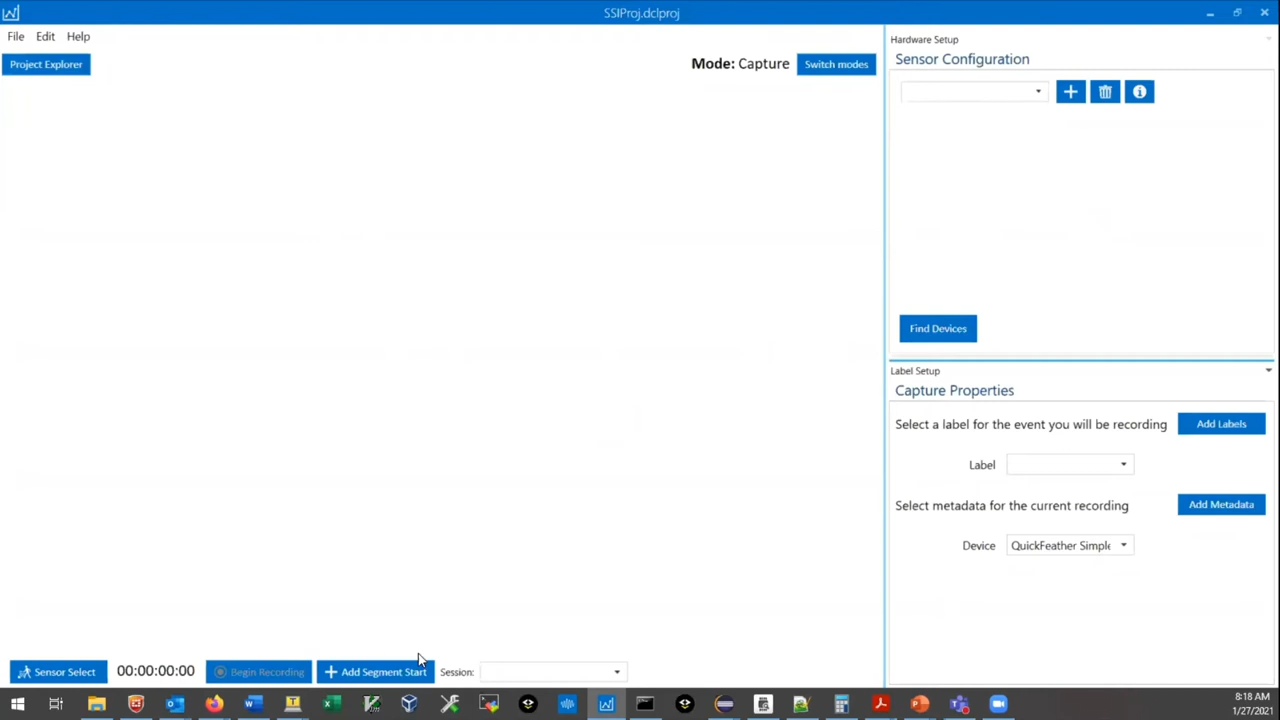 SSIProj.dclproj
File Edit Help
Project Explorer
Mode: Capture
Switch modes
Hardware Setup
Sensor Configuration
Find Devices
Label Setup
Capture Properties
Select a label for the event you will be recording
Add Labels
Label
Select metadata for the current recording
Add Metadata
Device
QuickFeather Simple
Sensor Select
00:00:00:00
Begin Recording
Add Segment Start
Session:
8:18 AM
1/27/2021